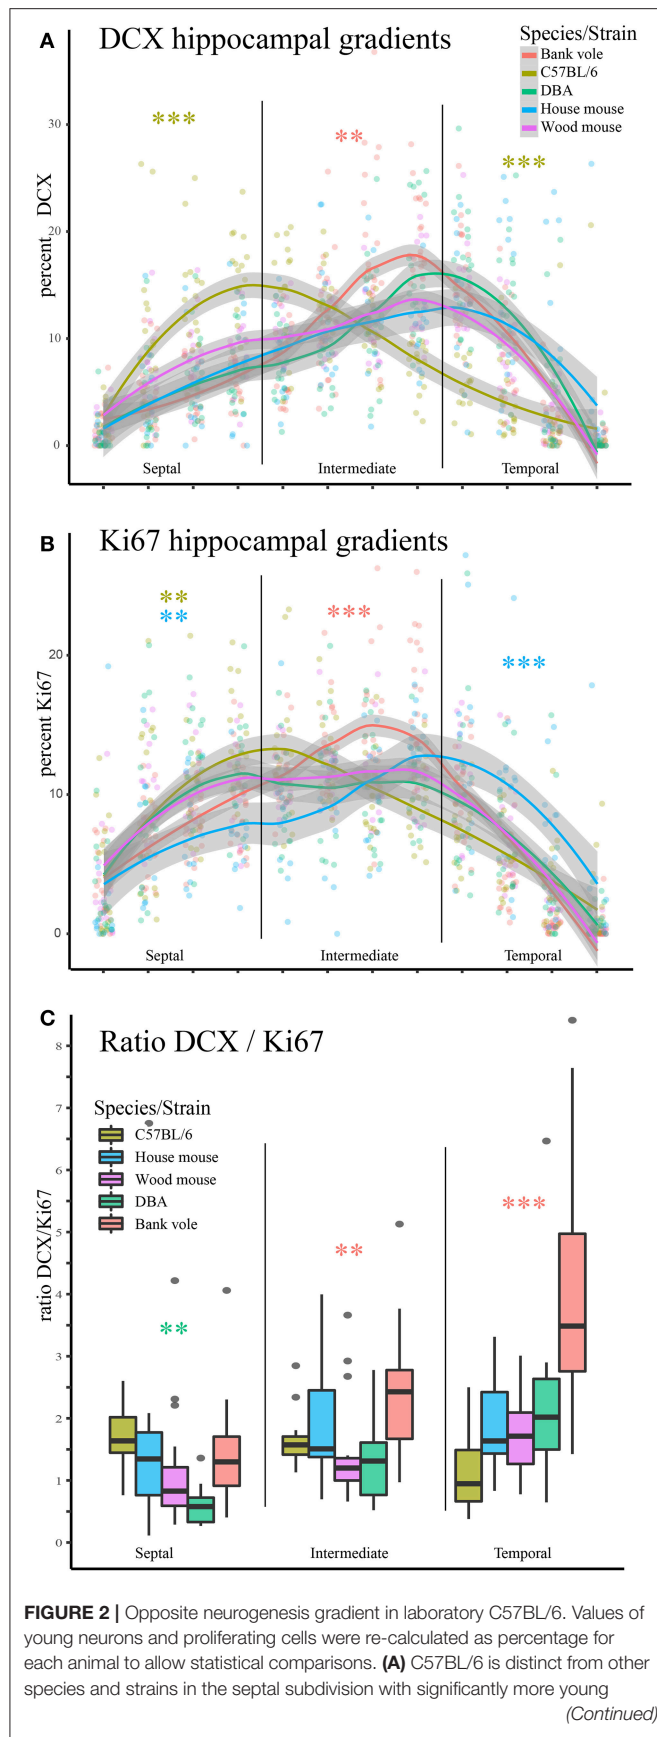 A
DCX hippocampal gradients
Species/Strain
Bank vole
C57BL/6
DBA
House mouse
Wood mouse
***
**
***
percent DCX
30
20
10
0
Septal
Intermediate
Temporal
B
Ki67 hippocampal gradients
**
**
***
***
percent Ki67
20
10
0
Septal
Intermediate
Temporal
C
Ratio DCX / Ki67
Species/Strain
C57BL/6
House mouse
Wood mouse
DBA
Bank vole
ratio DCX/Ki67
8
7
6
5
4
3
2
1
0
**
**
***
Septal
Intermediate
Temporal
FIGURE 2 | Opposite neurogenesis gradient in laboratory C57BL/6. Values of
young neurons and proliferating cells were re-calculated as percentage for
each animal to allow statistical comparisons. (A) C57BL/6 is distinct from other
species and strains in the septal subdivision with significantly more young
(Continued)